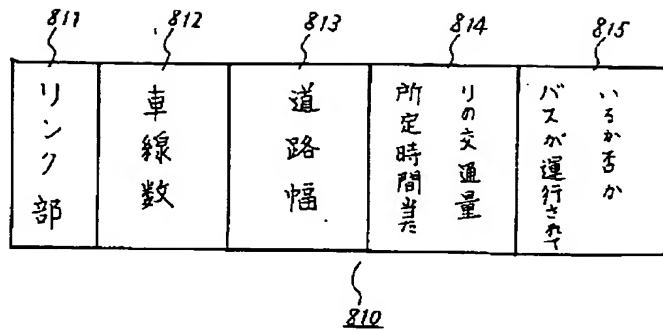 811
812
813
814
815
リンク部
車線数
道路幅
所定時間当た
りの交通量
バスが運行されて
いるか否か
810